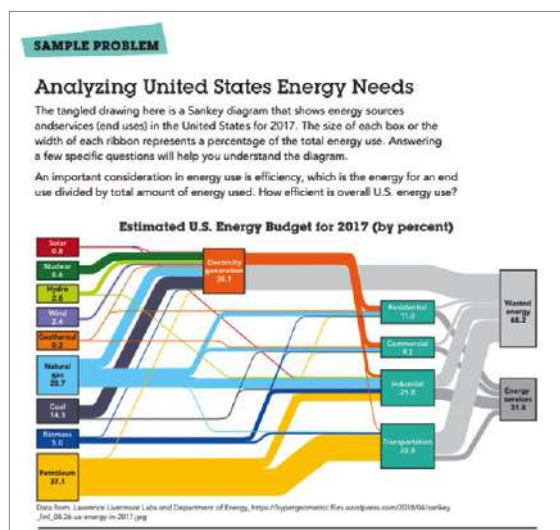 SAMPLE PROBLEM
Analyzing United States Energy Needs
The tangled drawing here is a Sankey diagram that shows energy sources
andservices (end uses) in the United States for 2017. The size of each box or the
width of each ribbon represents a percentage of the total energy use. Answering
a few specific questions will help you understand the diagram.
An important consideration in energy use is efficiency, which is the energy for an end
use divided by total amount of energy used. How efficient is overall U.S. energy use?
Estimated U.S. Energy Budget for 2017 (by percent)
Solar
0.8
Nuclear
8.6
Hydro
2.8
Wind
2.4
Geothermal
0.2
Natural
gas
28.7
Coal
14.3
Biomass
5.0
Petroleum
37.1
Electricity
generation
38.1
Residential
11.0
Commercial
9.2
Industrial
25.8
Transportation
28.8
Wasted
energy
68.2
Energy
services
31.8
Data from: Lawrence Livermore Labs and Department of Energy, https://hypergeometric.files.wordpress.com/2018/04/sankey